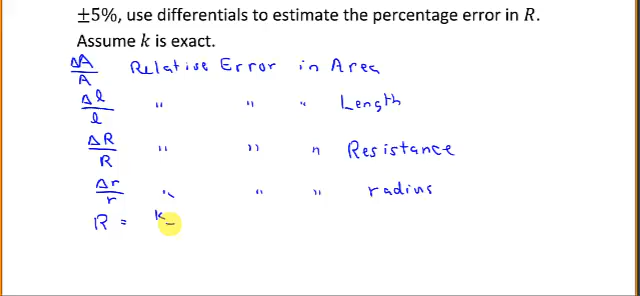 ±5%, use differentials to estimate the percentage error in R.
Assume k is exact.
ΔA/A Relative Error in Area
Δl/l " " " Length
ΔR/R " " " Resistance
Δr/r " " " radius
R = k